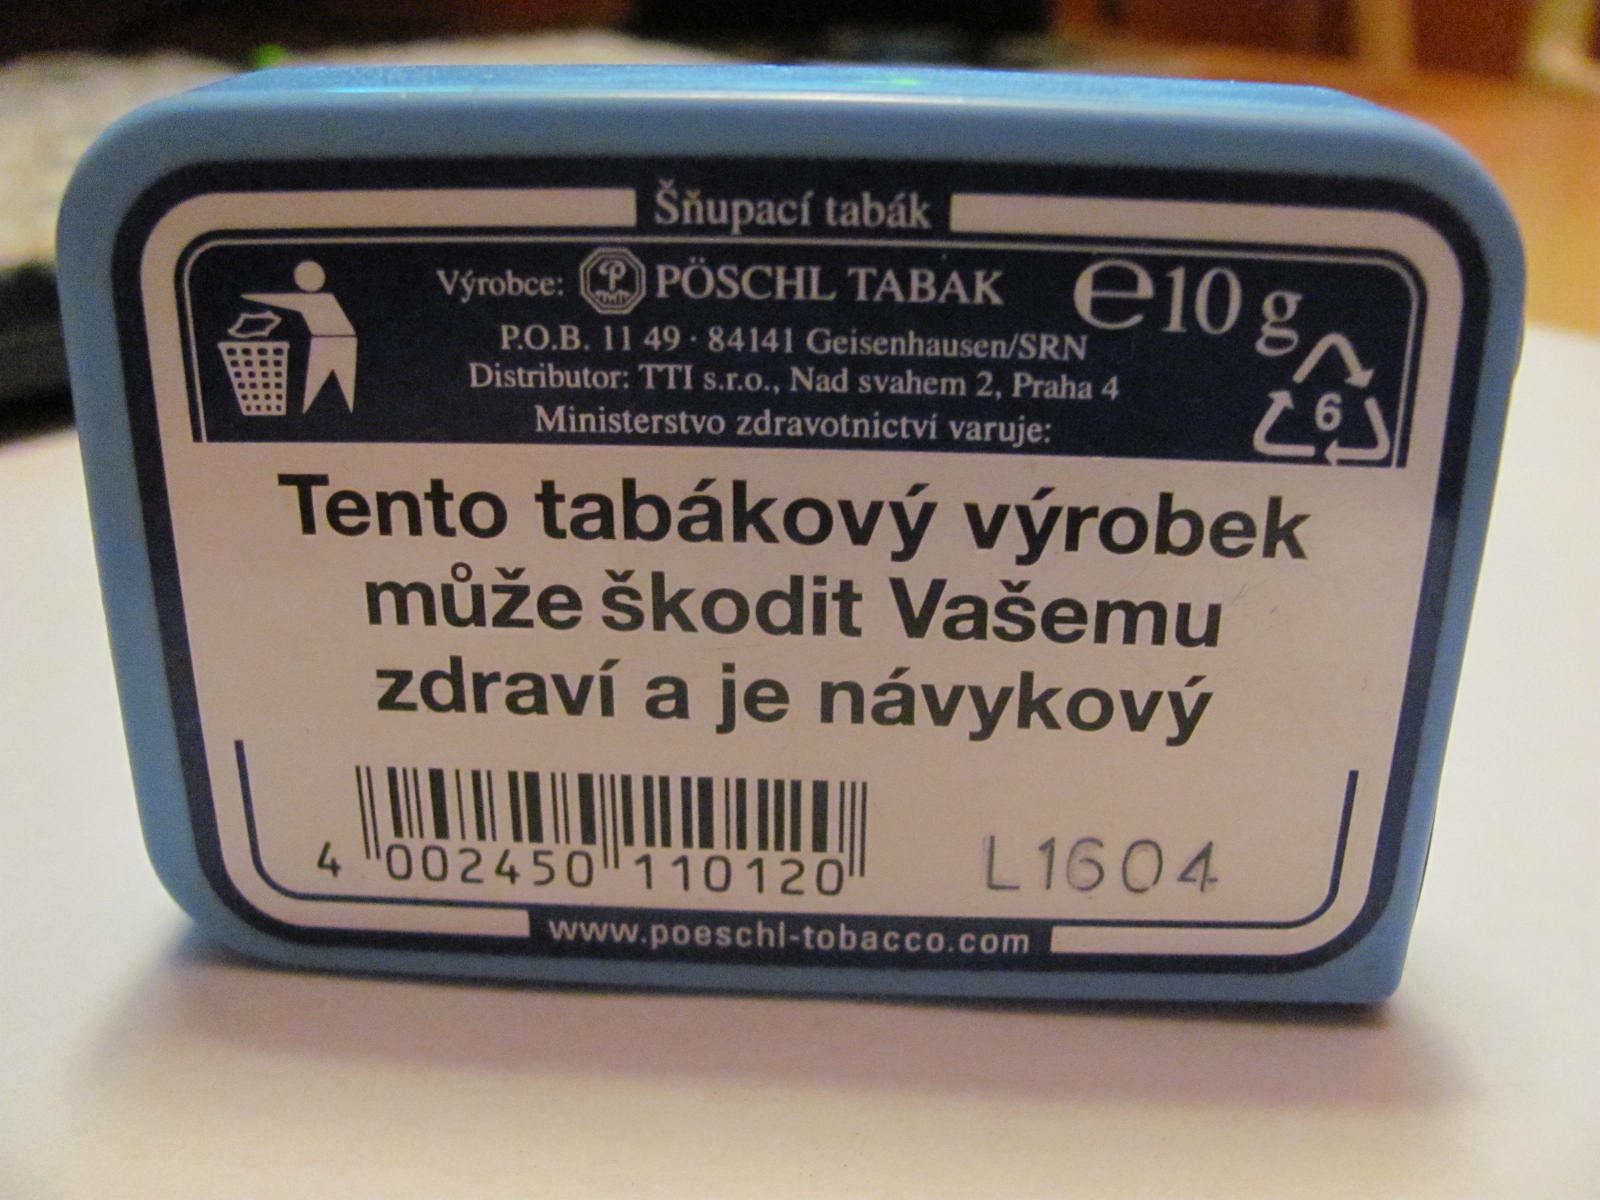 Šňupací tabák
Výrobce: P PÖSCHL TABAK
e10 g
P.O.B. 11 49 · 84141 Geisenhausen/SRN
Distributor: TTI s.r.o., Nad svahem 2, Praha 4
6
Ministerstvo zdravotnictví varuje:
Tento tabákový výrobek
může škodit Vašemu
zdraví a je návykový
4 002450 110120
L1604
www.poeschl-tobacco.com